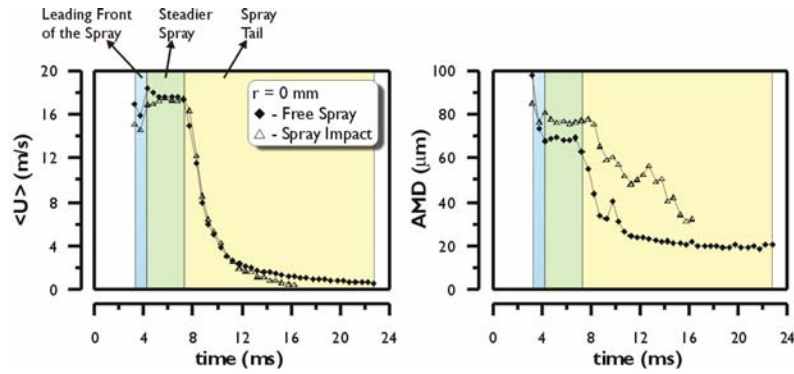 Leading Front
of the Spray
Steadier
Spray
Spray
Tail
20
16
12
8
4
0
<U> (m/s)
r = 0 mm
- Free Spray
- Spray Impact
0 4 8 12 16 20 24
time (ms)
100
80
60
40
20
0
AMD (μm)
0 4 8 12 16 20 24
time (ms)